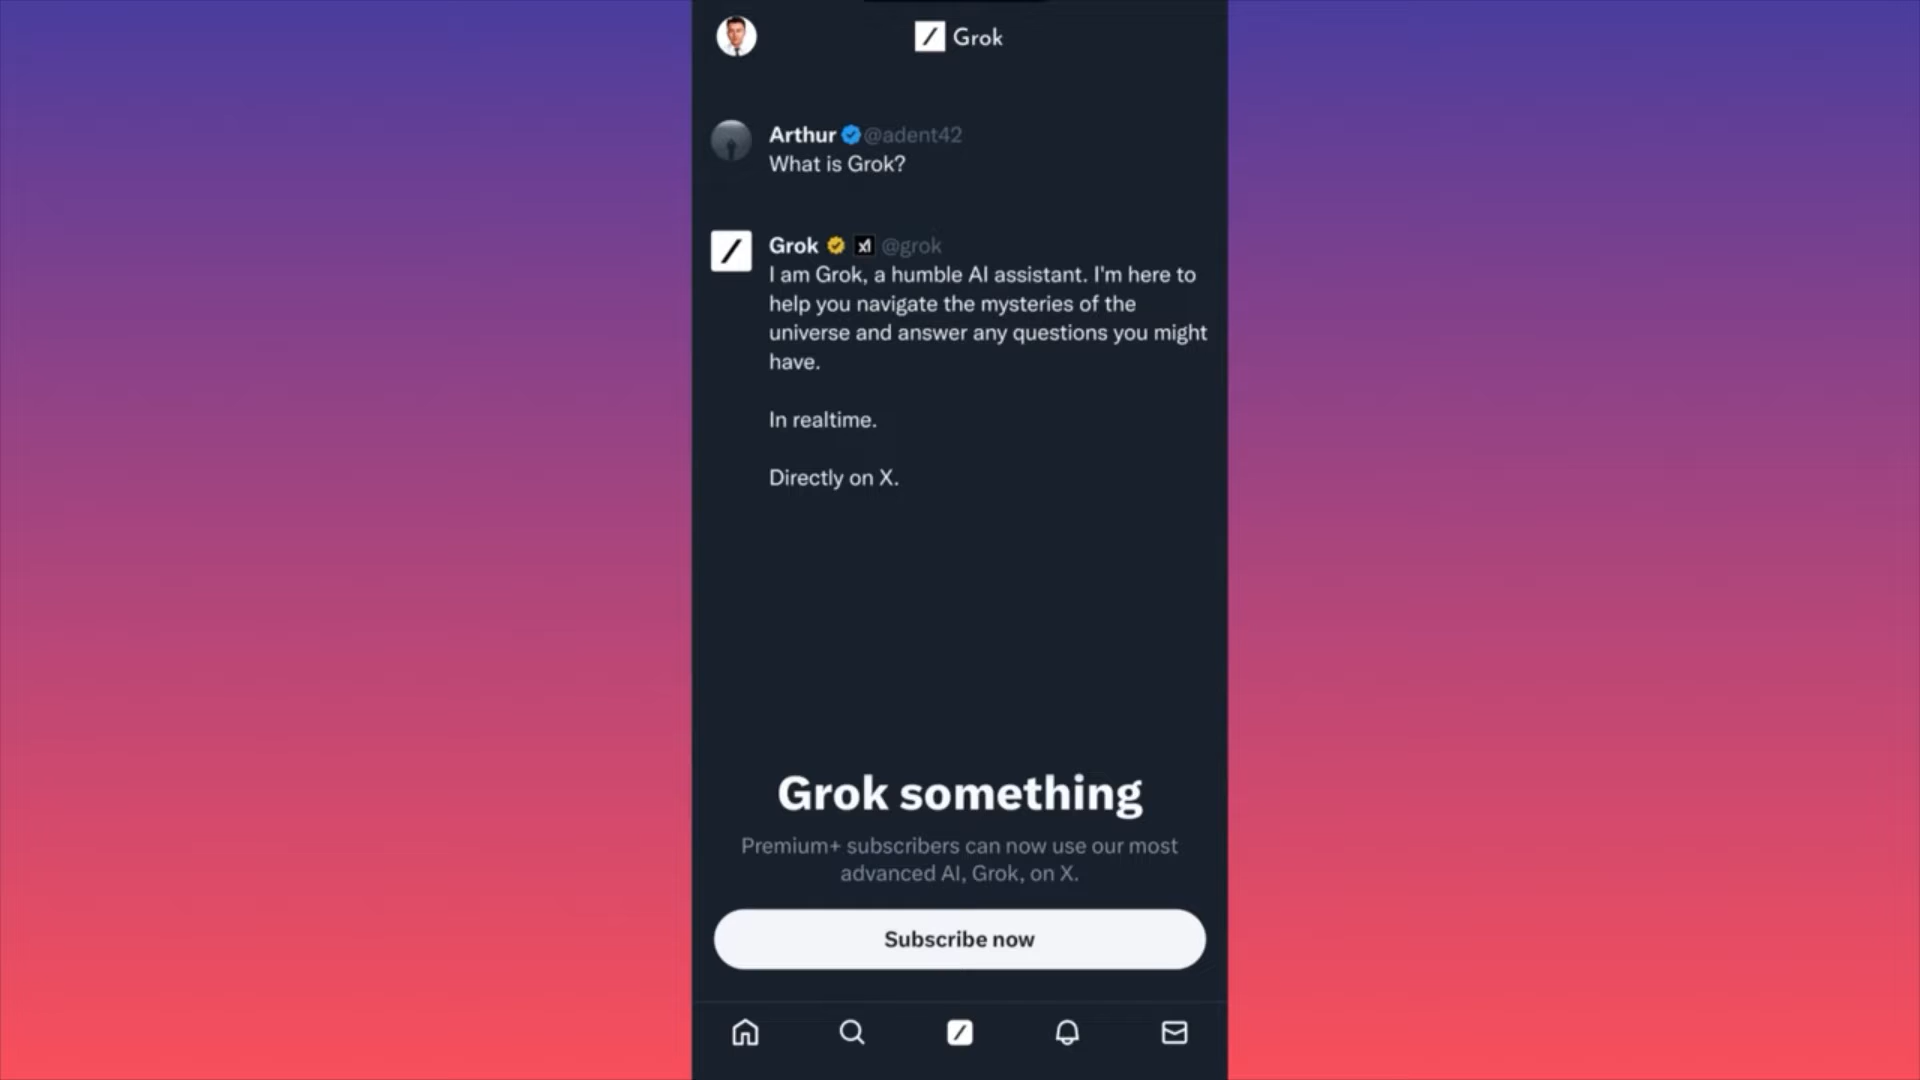 Grok
Arthur @adent42
What is Grok?
Grok xI @grok
I am Grok, a humble AI assistant. I'm here to
help you navigate the mysteries of the
universe and answer any questions you might
have.
In realtime.
Directly on X.
Grok something
Premium+ subscribers can now use our most
advanced AI, Grok, on X.
Subscribe now